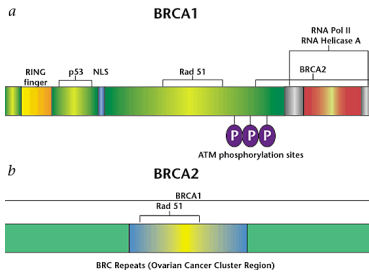 BRCA1
a
RNA Pol II
RNA Helicase A
RING
finger
p53
NLS
Rad 51
BRCA2
P P P
ATM phosphorylation sites
b
BRCA2
BRCA1
Rad 51
BRC Repeats (Ovarian Cancer Cluster Region)